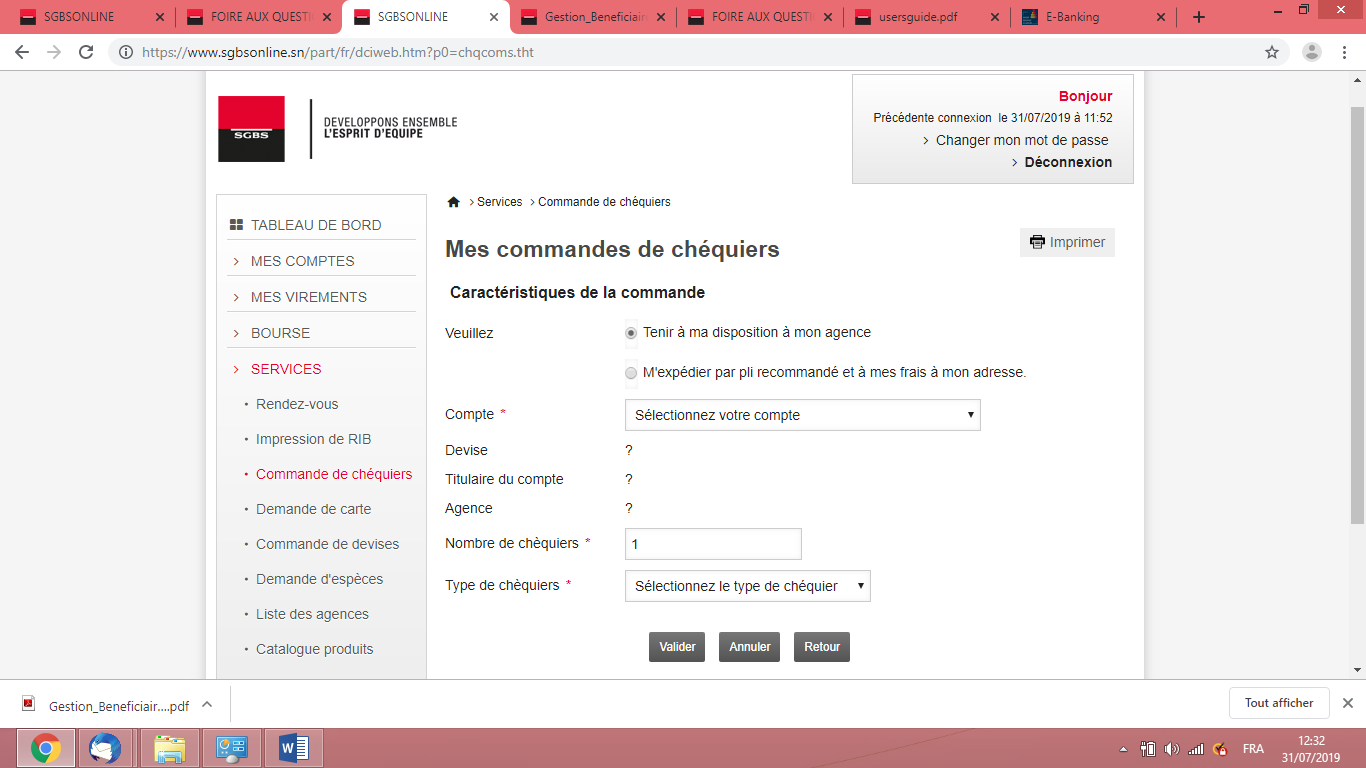 SGBSONLINE
FOIRE AUX QUESTI
SGBSONLINE
Gestion_Beneficiair
FOIRE AUX QUESTI
usersguide.pdf
E-Banking
https://www.sgbsonline.sn/part/fr/dciweb.htm?p0=chqcoms.tht
SGBS
DEVELOPPONS ENSEMBLE
L'ESPRIT D'EQUIPE
Bonjour
Précédente connexion le 31/07/2019 à 11:52
> Changer mon mot de passe
> Déconnexion
TABLEAU DE BORD
> MES COMPTES
> MES VIREMENTS
> BOURSE
> SERVICES
• Rendez-vous
• Impression de RIB
• Commande de chéquiers
• Demande de carte
• Commande de devises
• Demande d'espèces
• Liste des agences
• Catalogue produits
> Services > Commande de chéquiers
Mes commandes de chéquiers
Imprimer
Caractéristiques de la commande
Veuillez
Tenir à ma disposition à mon agence
M'expédier par pli recommandé et à mes frais à mon adresse.
Compte * Sélectionnez votre compte
Devise ?
Titulaire du compte ?
Agence ?
Nombre de chèquiers * 1
Type de chèquiers * Sélectionnez le type de chéquier
Valider Annuler Retour
Gestion_Beneficiair....pdf
Tout afficher
FRA
12:32
31/07/2019